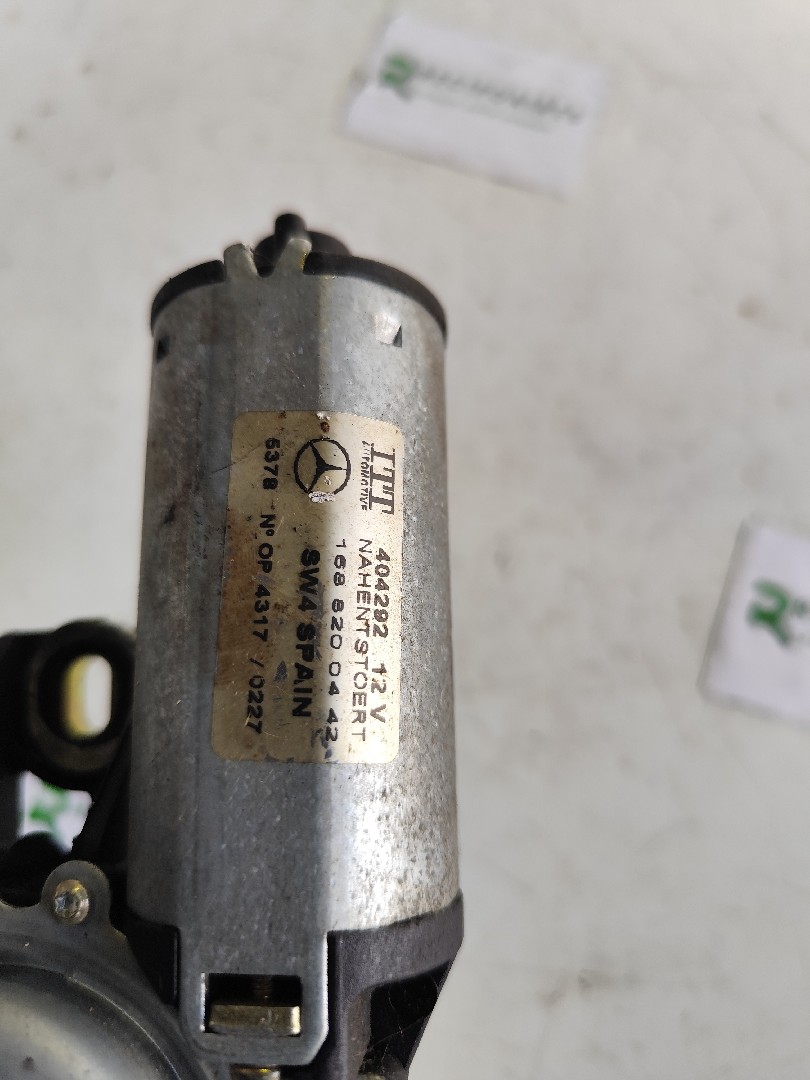 ITT
AUTOMOTIVE
404292 12 V
NAHENTSTOERT
168 820 04 42
SW4 SPAIN
5378 Nº OP 4317 / 0227